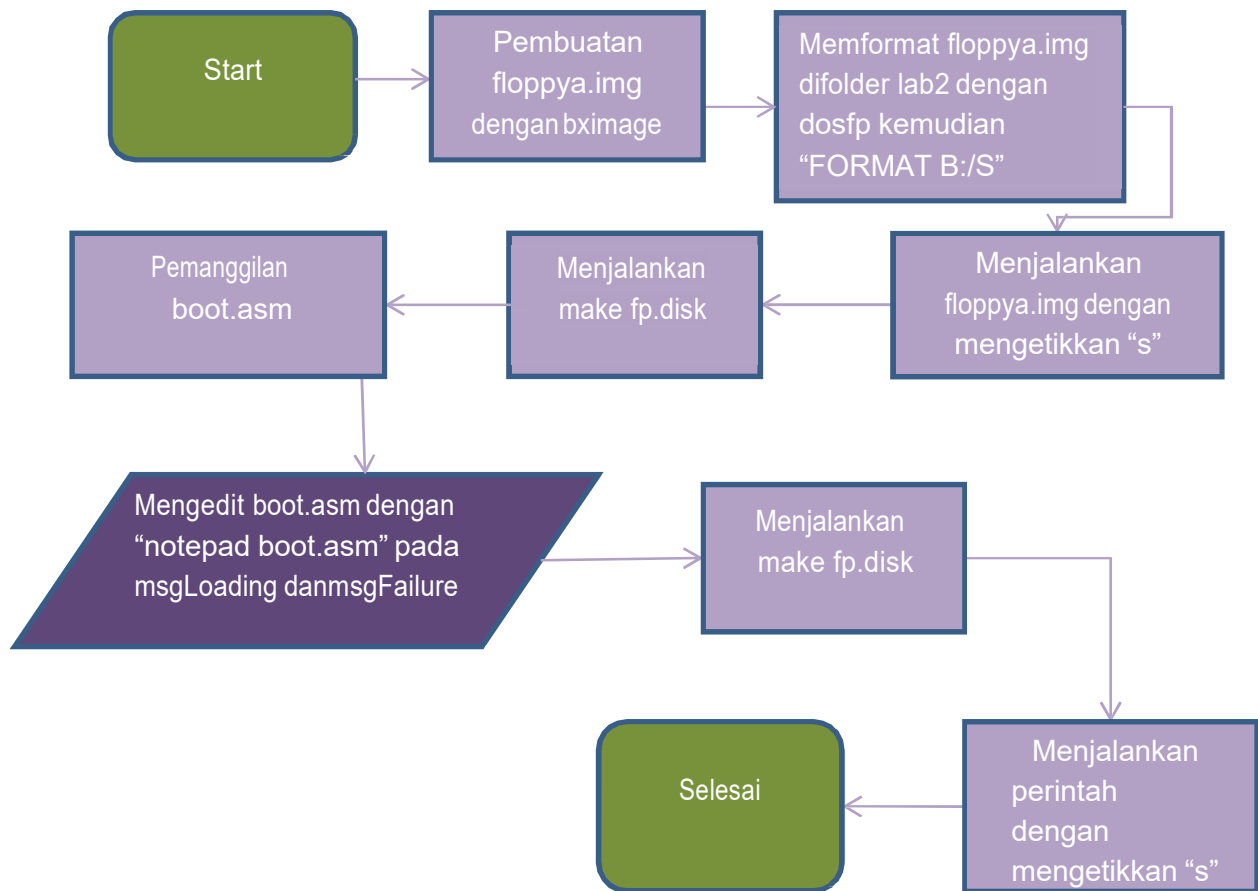 Start
Pembuatan
floppya.img
dengan bximage
Memformat floppya.img
difolder lab2 dengan
dosfp kemudian
“FORMAT B:/S”
Menjalankan
floppya.img dengan
mengetikkan “s”
Menjalankan
make fp.disk
Pemanggilan
boot.asm
Mengedit boot.asm dengan
“notepad boot.asm” pada
msgLoading danmsgFailure
Menjalankan
make fp.disk
Menjalankan
perintah
dengan
mengetikkan “s”
Selesai